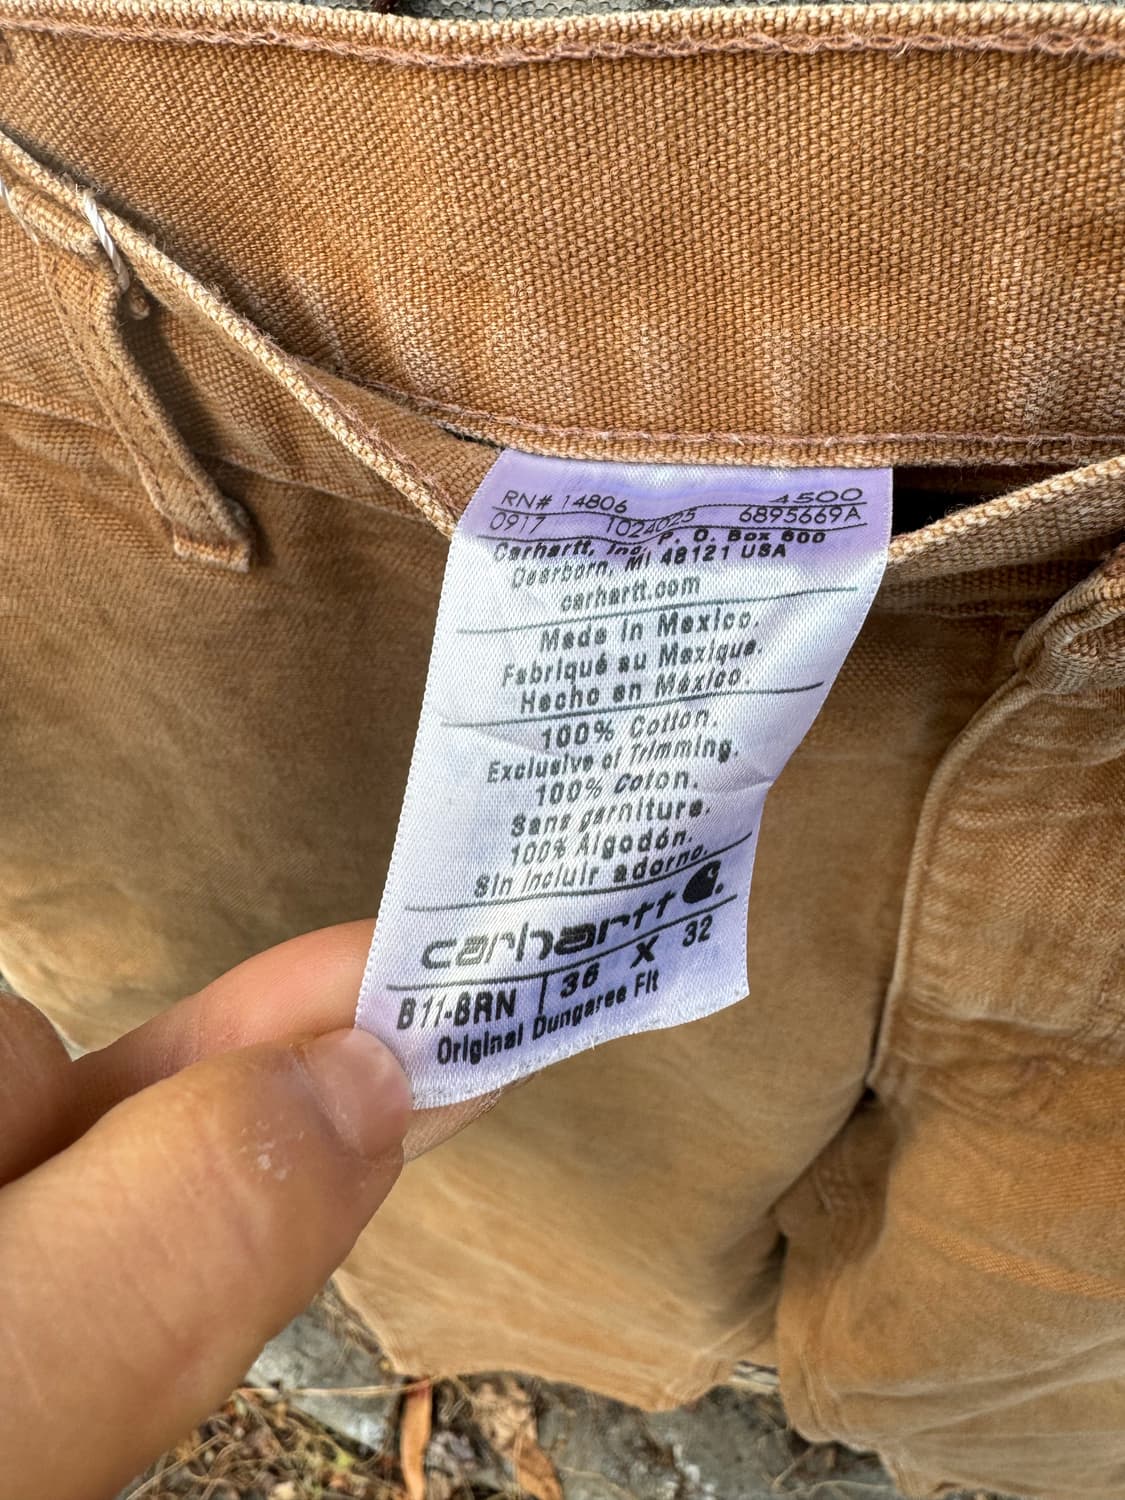 RN# 14806 4500
0917 1024025 6895669A
Carhartt, Inc. P. O. Box 600
Dearborn, MI 48121 USA
carhartt.com
Made in Mexico.
Fabriqué au Mexique.
Hecho en México.
100% Cotton.
Exclusive of Trimming.
100% Coton.
Sans garniture.
100% Algodón.
Sin incluir adorno.
carhartt
B11-BRN 36 X 32
Original Dungaree Fit